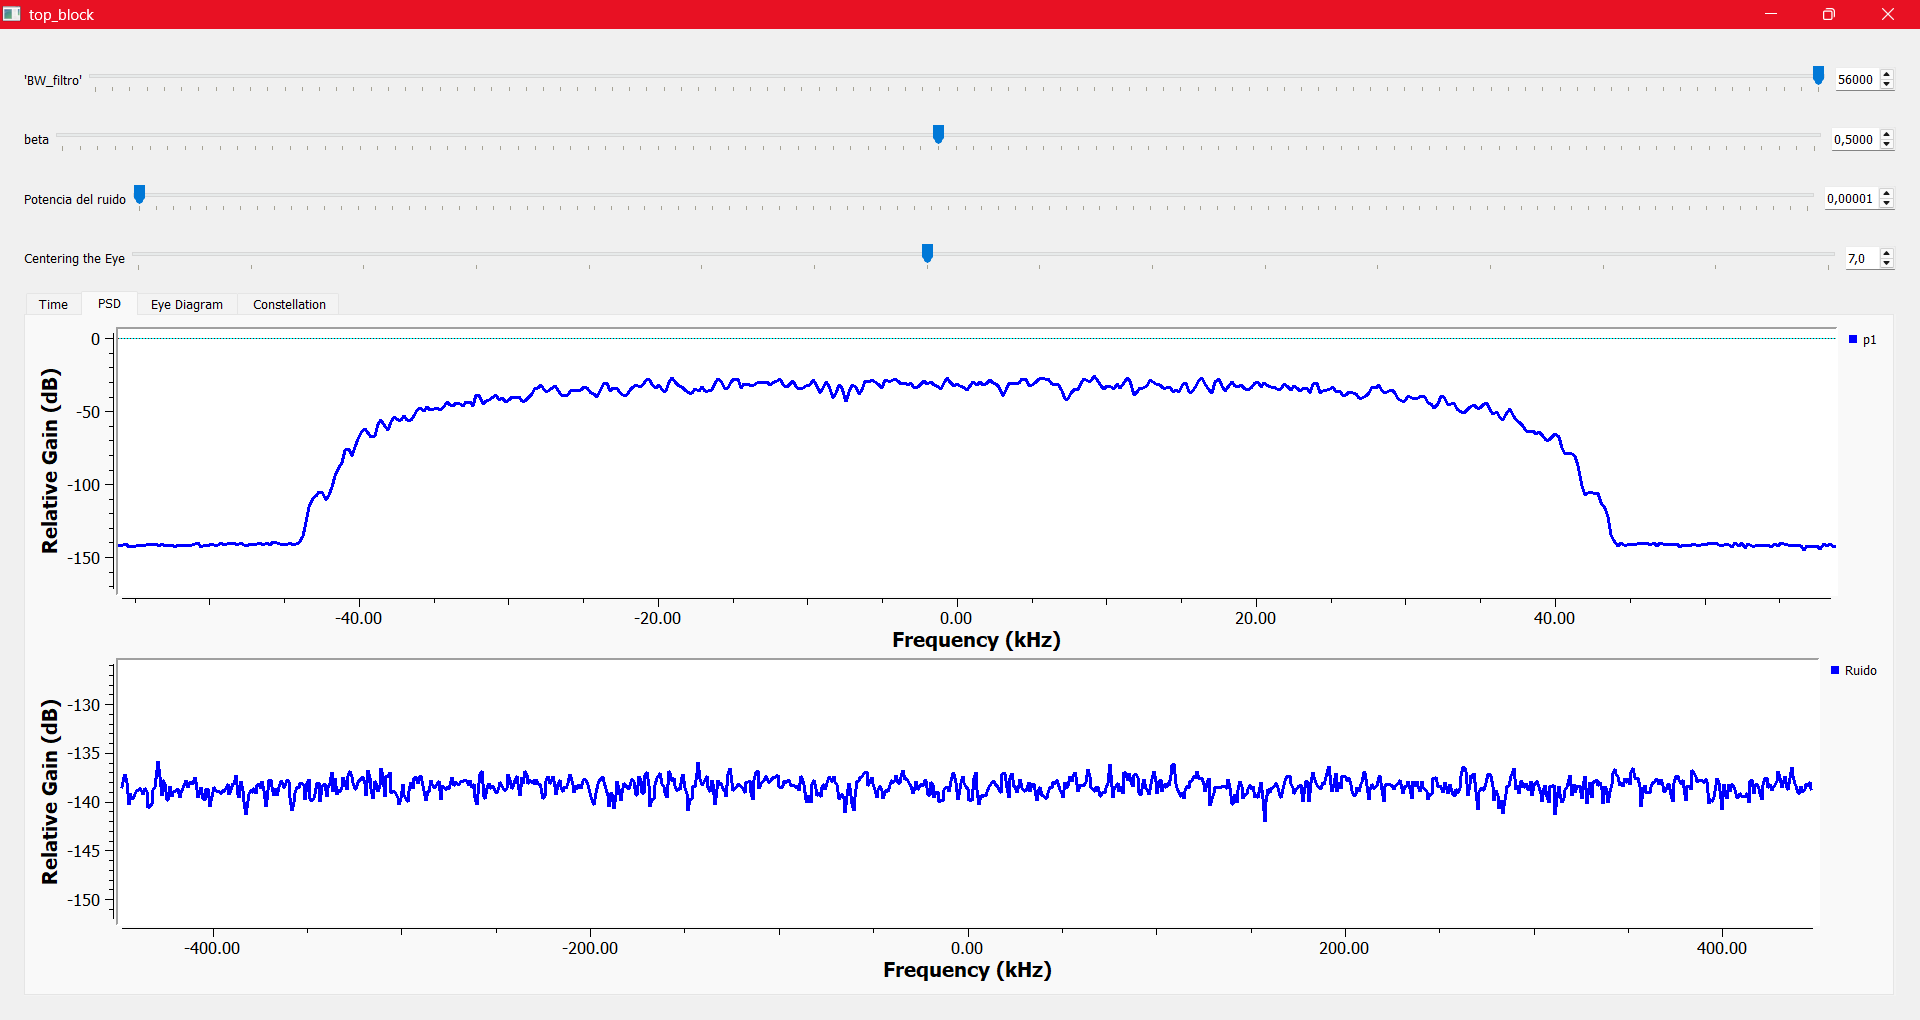 top_block
'BW_filtro' 56000
beta 0,5000
Potencia del ruido 0,00001
Centering the Eye 7,0
Time PSD Eye Diagram Constellation
0
-50
-100
-150
Relative Gain (dB)
p1
-40.00 -20.00 0.00 20.00 40.00
Frequency (kHz)
-130
-135
-140
-145
-150
Relative Gain (dB)
Ruido
-400.00 -200.00 0.00 200.00 400.00
Frequency (kHz)